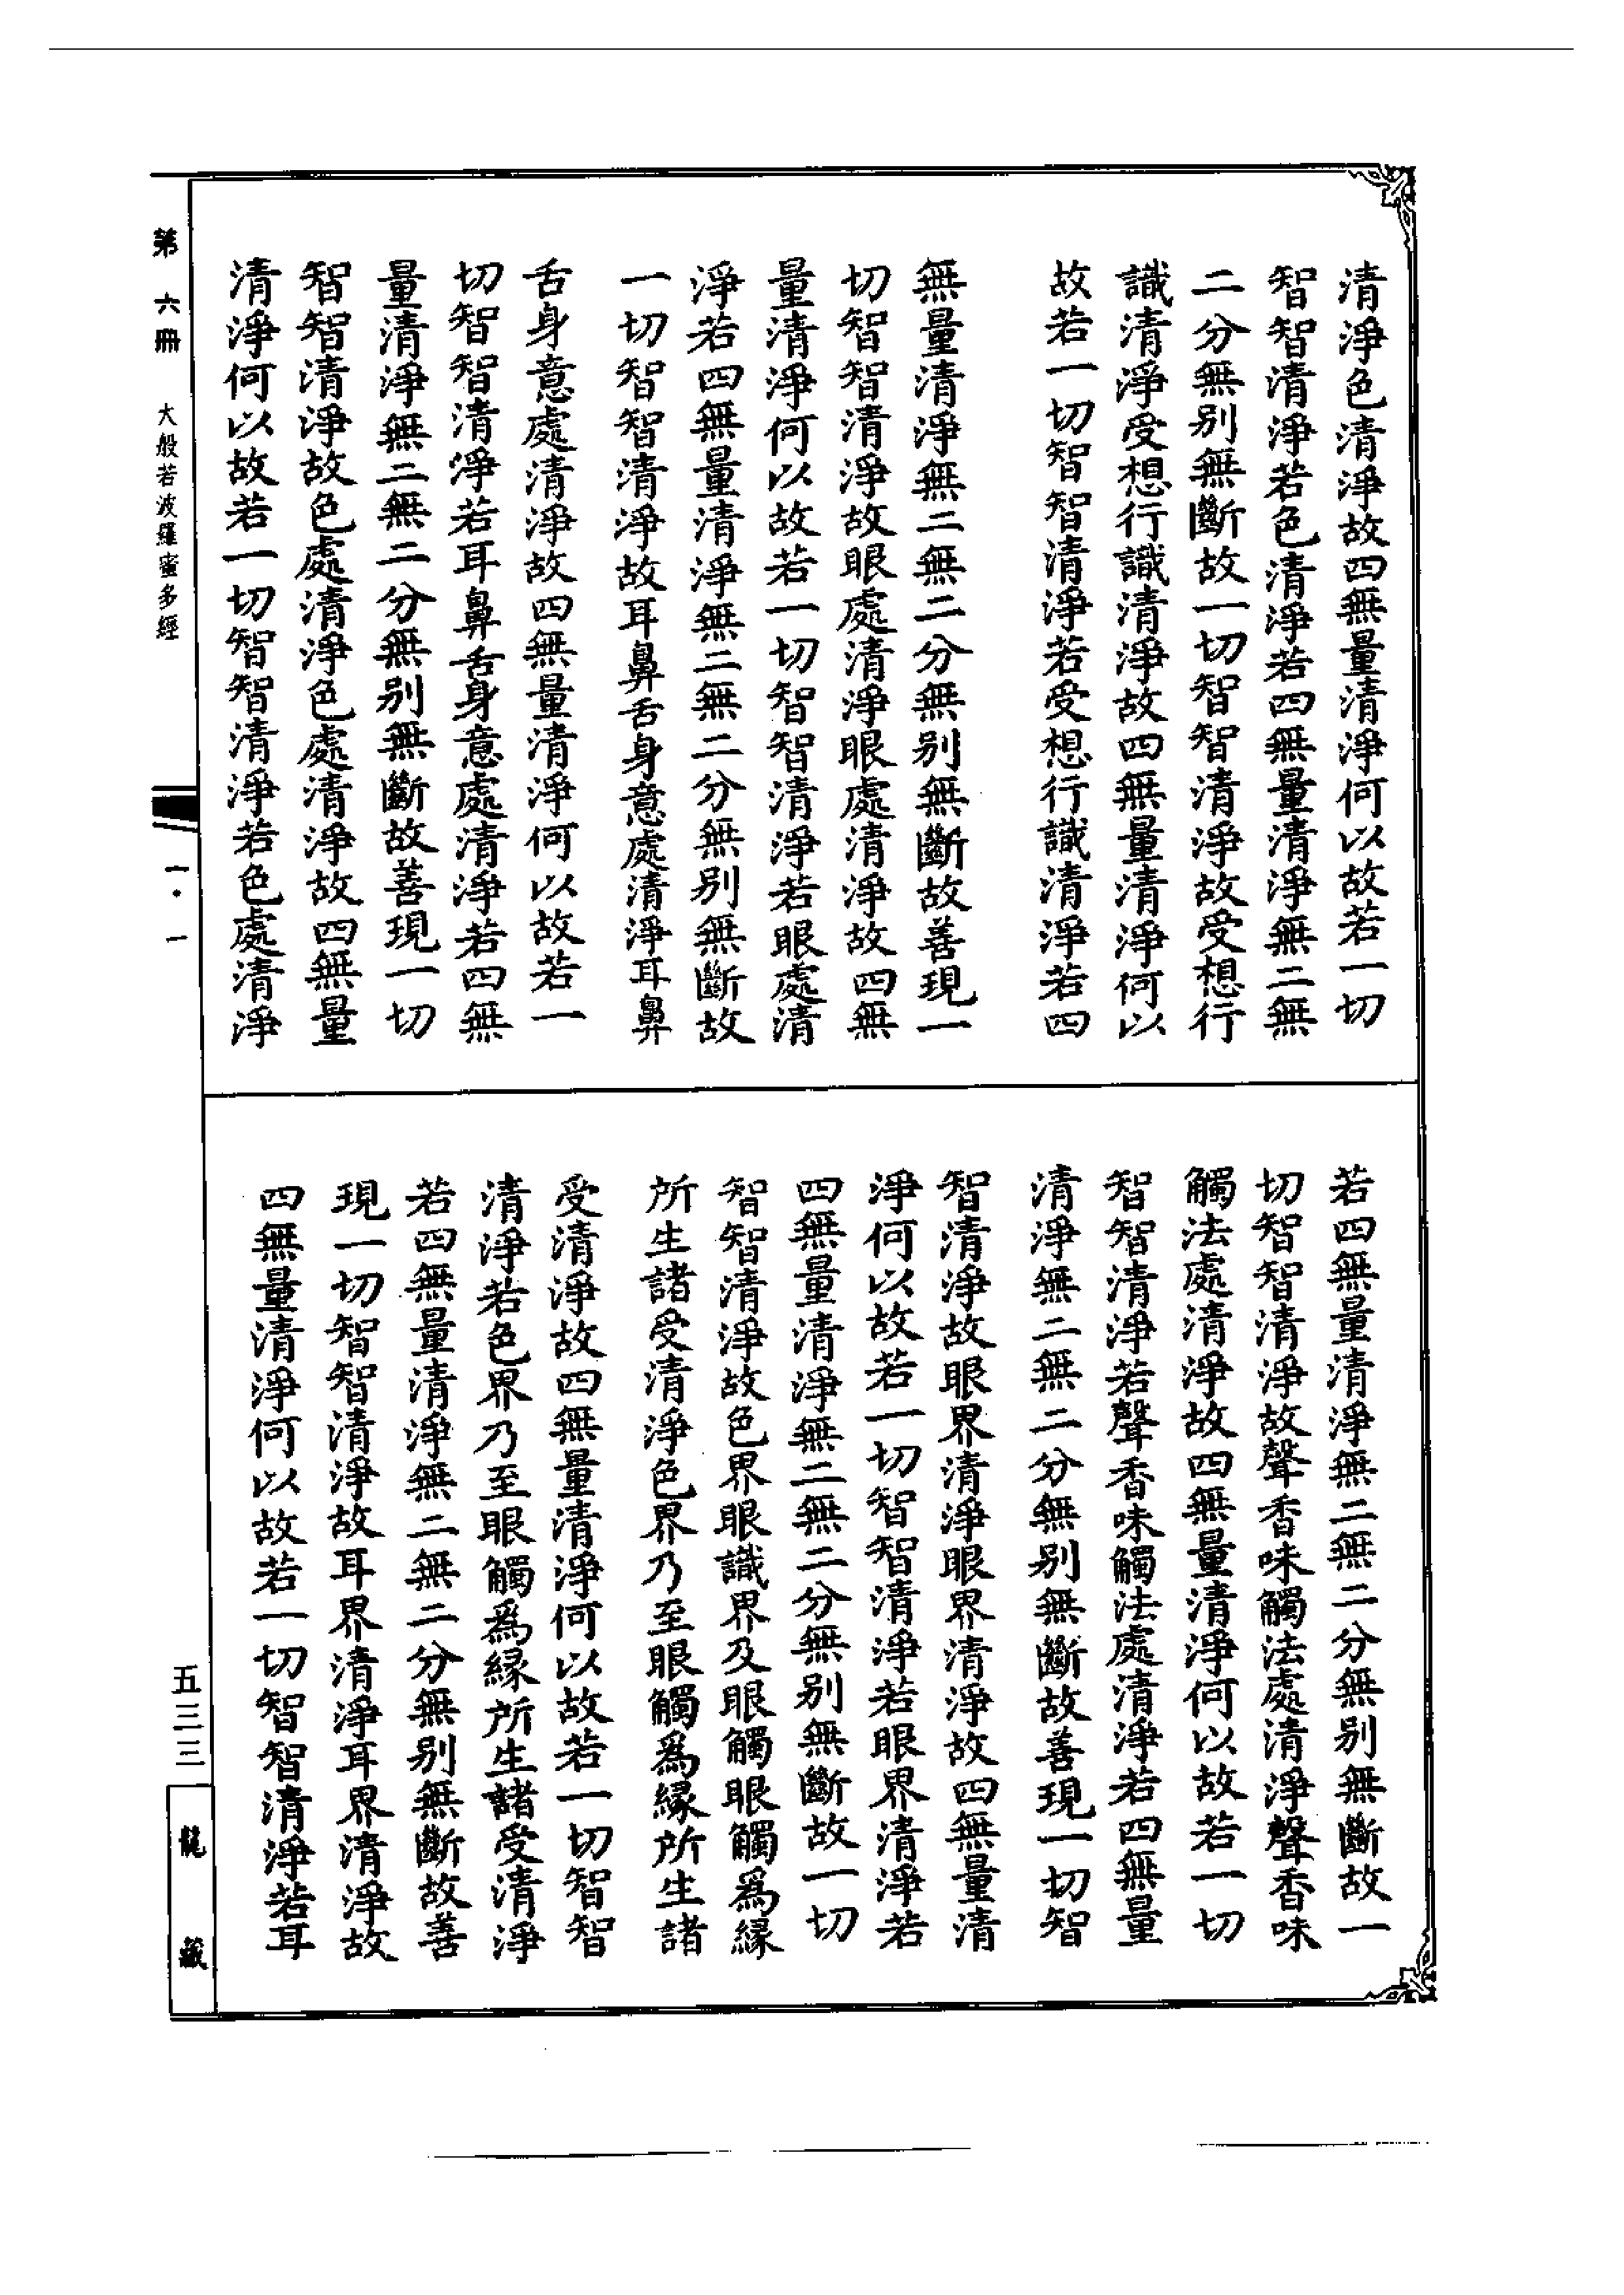 清淨色清淨故四無量清淨何以故若一切
智智清淨若色清淨若四無量清淨無二無
二分無別無斷故一切智智清淨故受想行
識清淨受想行識清淨故四無量清淨何以
故若一切智智清淨若受想行識清淨若四
無量清淨無二無二分無別無斷故善現一
切智智清淨故眼處清淨眼處清淨故四無
量清淨何以故若一切智智清淨若眼處清
淨若四無量清淨無二無二分無別無斷故
一切智智清淨故耳鼻舌身意處清淨耳鼻
舌身意處清淨故四無量清淨何以故若一
切智智清淨若耳鼻舌身意處清淨若四無
量清淨無二無二分無別無斷故善現一切
智智清淨故色處清淨色處清淨故四無量
清淨何以故若一切智智清淨若色處清淨
若四無量清淨無二無二分無別無斷故一
切智智清淨故聲香味觸法處清淨聲香味
觸法處清淨故四無量清淨何以故若一切
智智清淨若聲香味觸法處清淨若四無量
清淨無二無二分無別無斷故善現一切智
智清淨故眼界清淨眼界清淨故四無量清
淨何以故若一切智智清淨若眼界清淨若
四無量清淨無二無二分無別無斷故一切
智智清淨故色界眼識界及眼觸眼觸爲緣
所生諸受清淨色界乃至眼觸爲緣所生諸
受清淨故四無量清淨何以故若一切智智
清淨若色界乃至眼觸爲緣所生諸受清淨
若四無量清淨無二無二分無別無斷故善
現一切智智清淨故耳界清淨耳界清淨故
四無量清淨何以故若一切智智清淨若耳
第六冊 大般若波羅蜜多經 一·一 五三三
龍藏